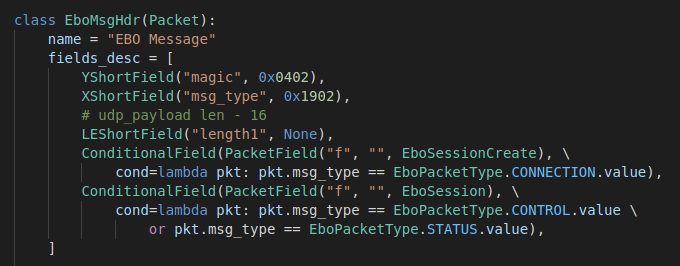 class EboMsgHdr(Packet):
    name = "EBO Message"
    fields_desc = [
        YShortField("magic", 0x0402),
        XShortField("msg_type", 0x1902),
        # udp_payload len - 16
        LEShortField("length1", None),
        ConditionalField(PacketField("f", "", EboSessionCreate), \
            cond=lambda pkt: pkt.msg_type == EboPacketType.CONNECTION.value),
        ConditionalField(PacketField("f", "", EboSession), \
            cond=lambda pkt: pkt.msg_type == EboPacketType.CONTROL.value \
                or pkt.msg_type == EboPacketType.STATUS.value),
    ]